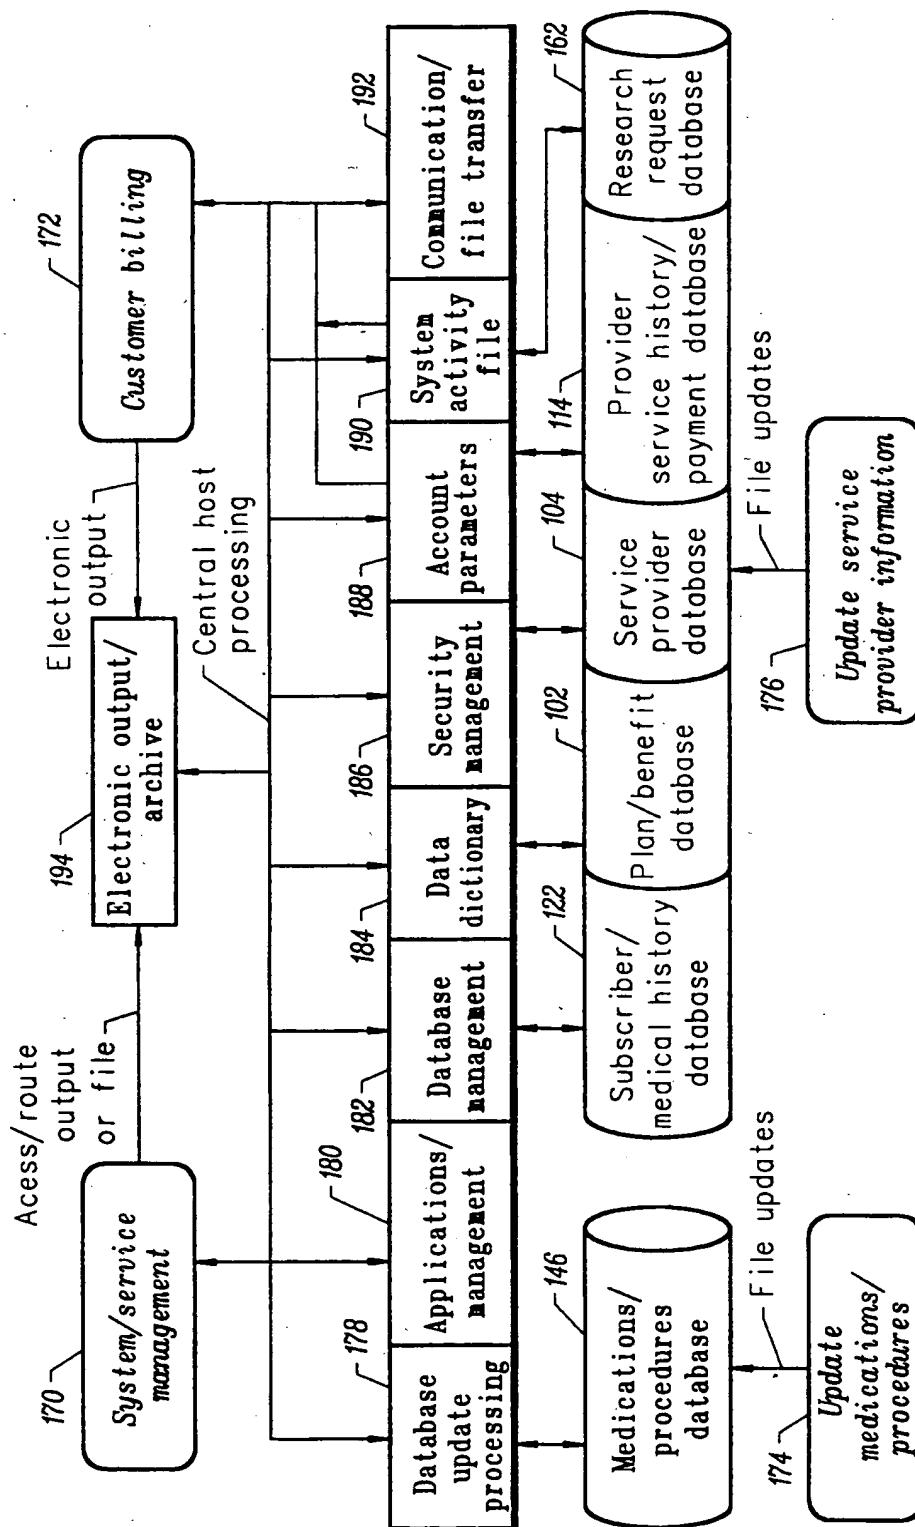 170
System/service
management
Acess/route
output
or file
194
Electronic output/
archive
Electronic
output
172
Customer billing
Central host
processing
178
Database
update
processing
180
Applications/
management
182
Database
management
184
Data
dictionary
186
Security
management
188
Account
parameters
190
System
activity
file
192
Communication/
file transfer
146
Medications/
procedures
database
122
Subscriber/
medical history
database
102
Plan/benefit
database
104
Service
provider
database
114
Provider
service history/
payment database
162
Research
request
database
File updates
174
Update
medications/
procedures
File updates
176
Update service
provider information